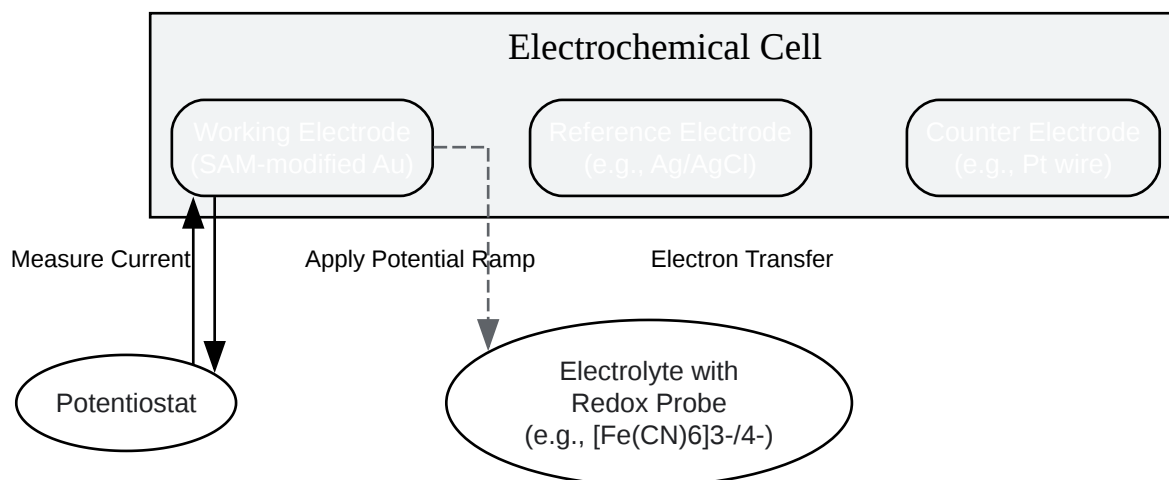 Electrochemical Cell
Working Electrode
(SAM-modified Au)
Reference Electrode
(e.g., Ag/AgCl)
Counter Electrode
(e.g., Pt wire)
Measure Current
Apply Potential Ramp
Electron Transfer
Potentiostat
Electrolyte with
Redox Probe
(e.g., [Fe(CN)6]3-/4-)